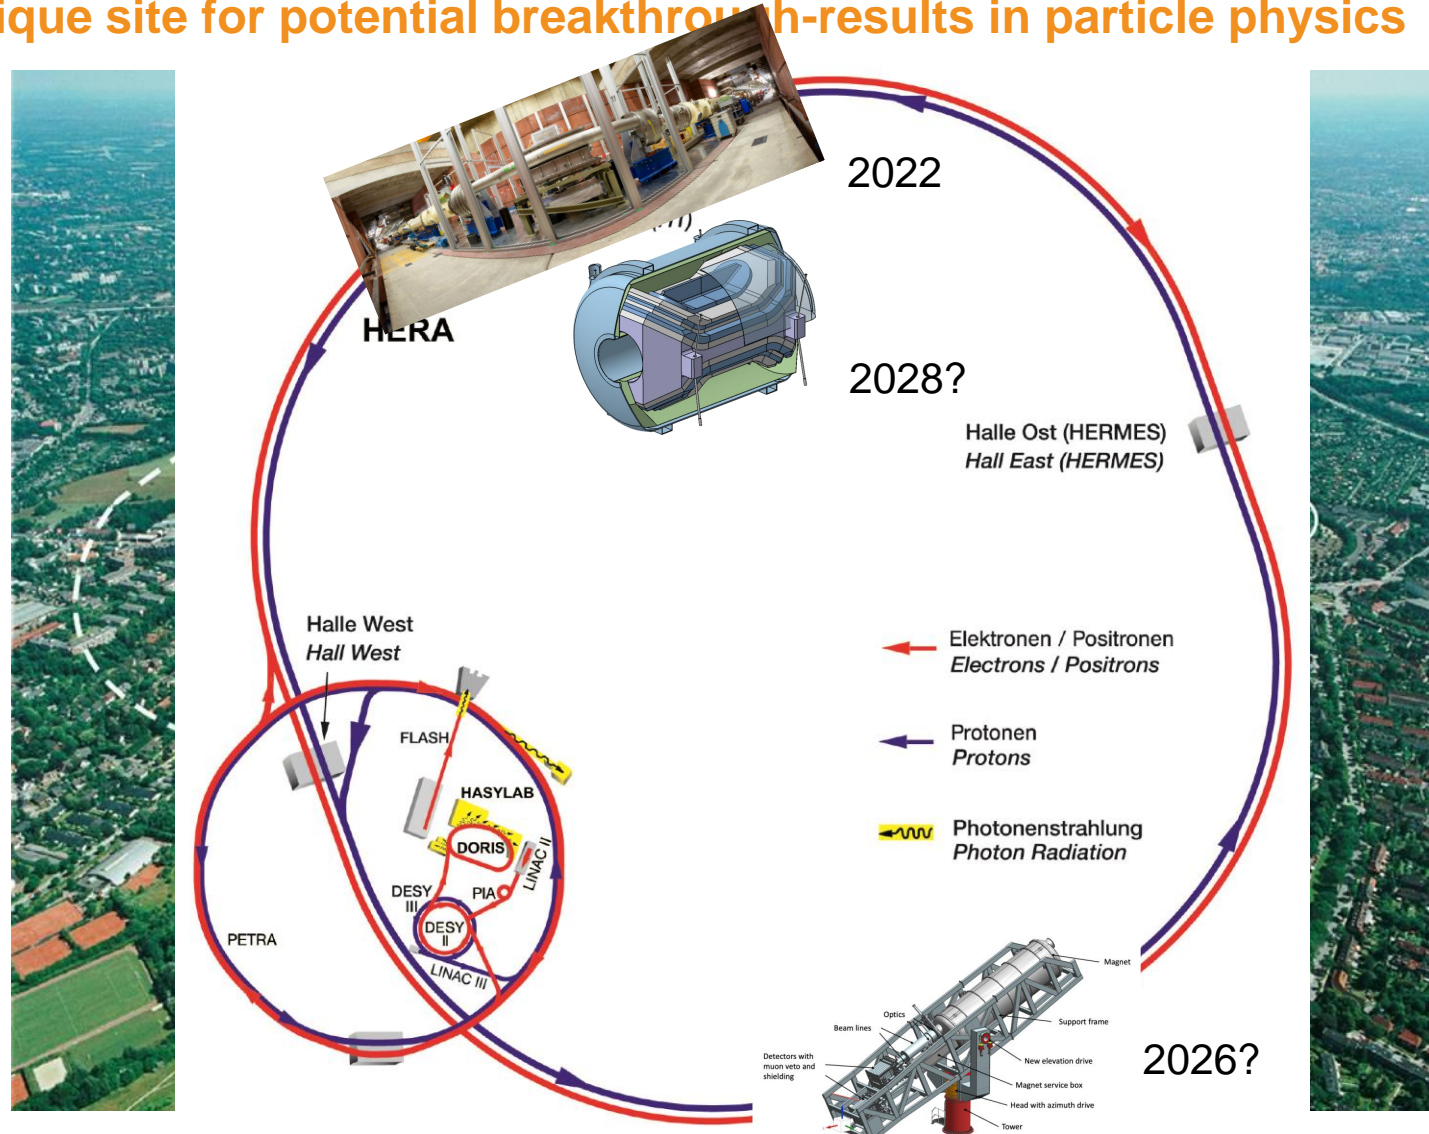 ique site for potential breakthrough-results in particle physics
2022
HERA
2028?
Halle Ost (HERMES)
Hall East (HERMES)
Halle West
Hall West
Elektronen / Positronen
Electrons / Positrons
FLASH
Protonen
Protons
HASYLAB
Photonenstrahlung
Photon Radiation
DORIS
LINAC II
DESY
III
PIA
DESY
II
PETRA
LINAC III
Magnet
Optics
Support frame
Beam lines
New elevation drive
Detectors with
muon veto and
shielding
2026?
Magnet service box
Head with azimuth drive
Tower